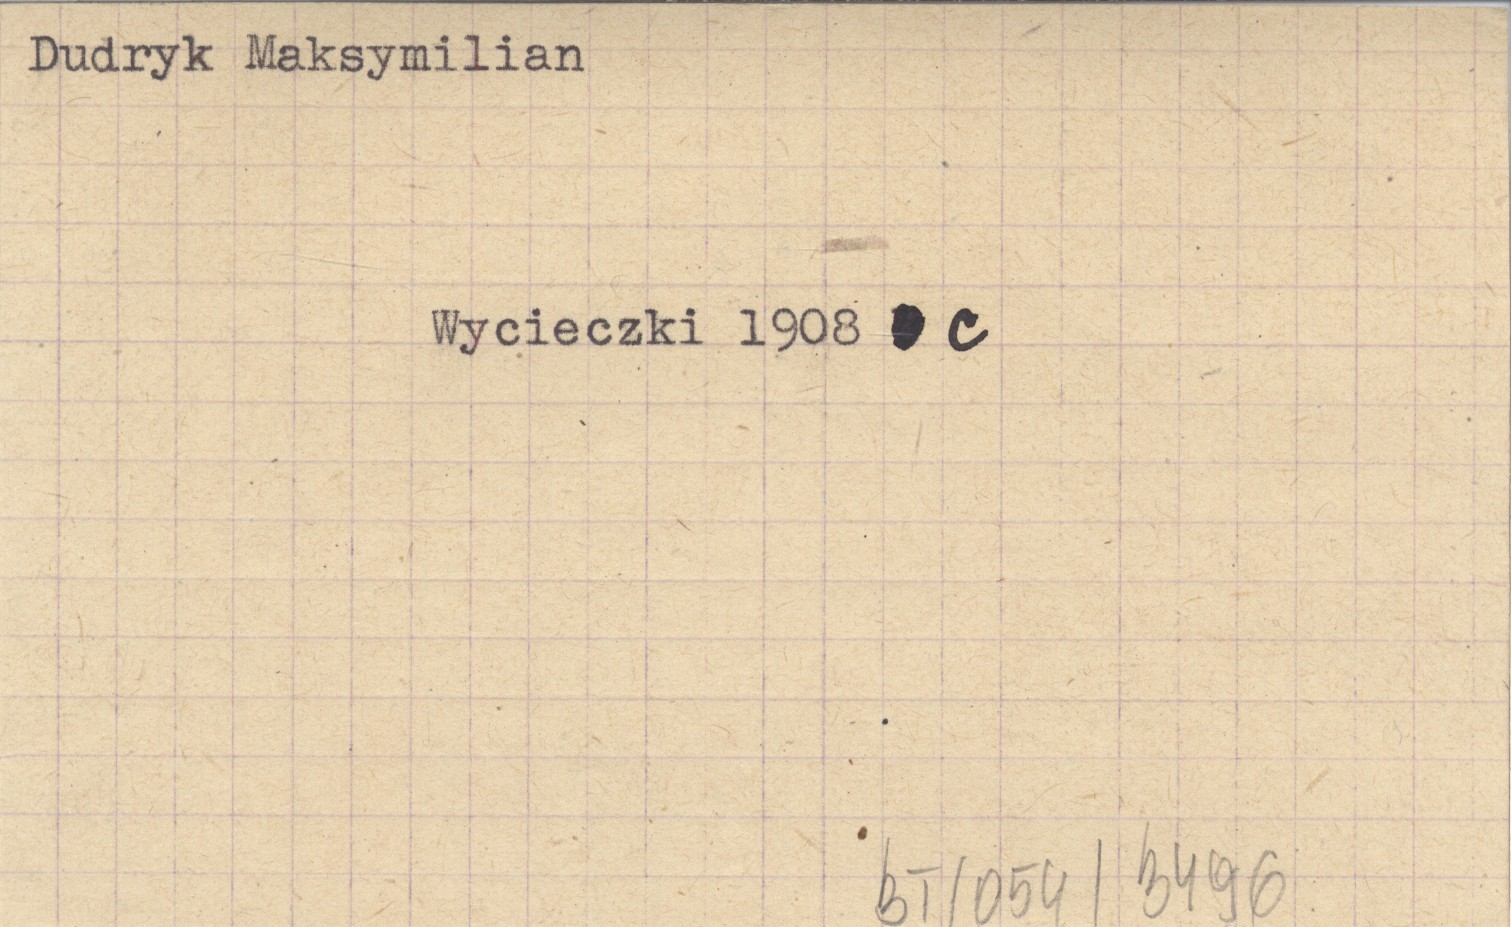 Dudryk Maksymilian
Wycieczki 1908 c
BT/054/3496